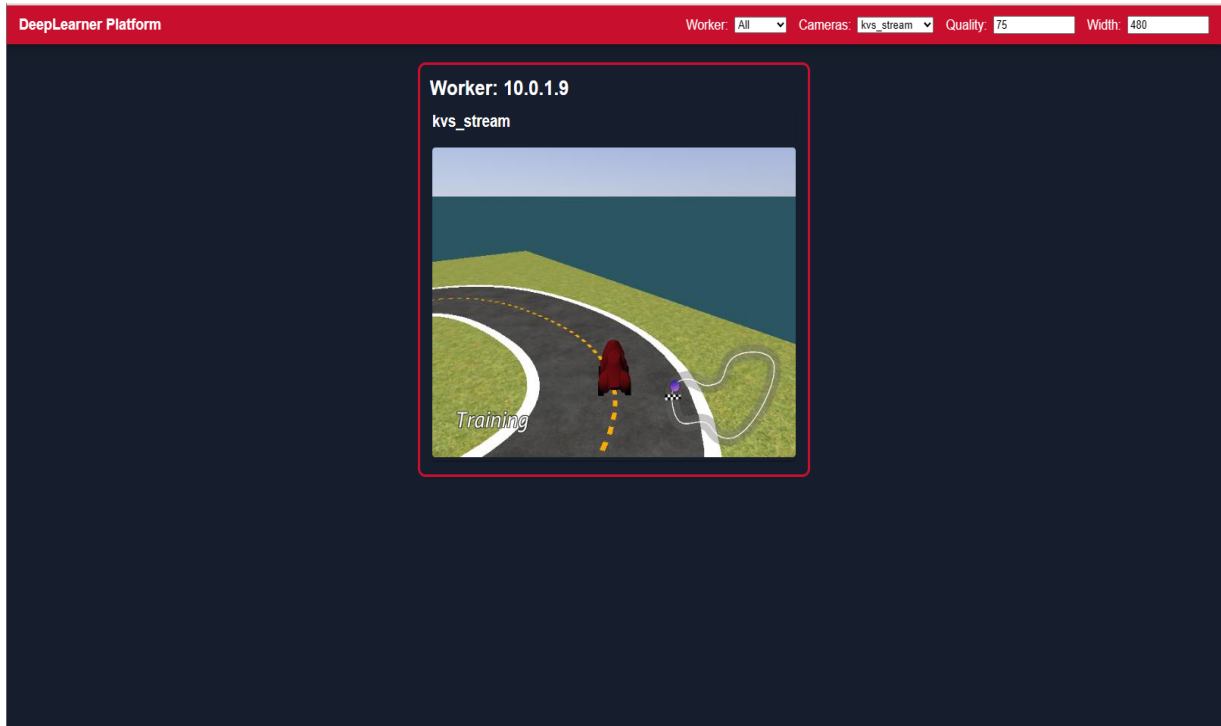 DeepLearner Platform Worker: All Cameras: kvs_stream Quality: 75 Width: 480
Worker: 10.0.1.9
kvs_stream
Training